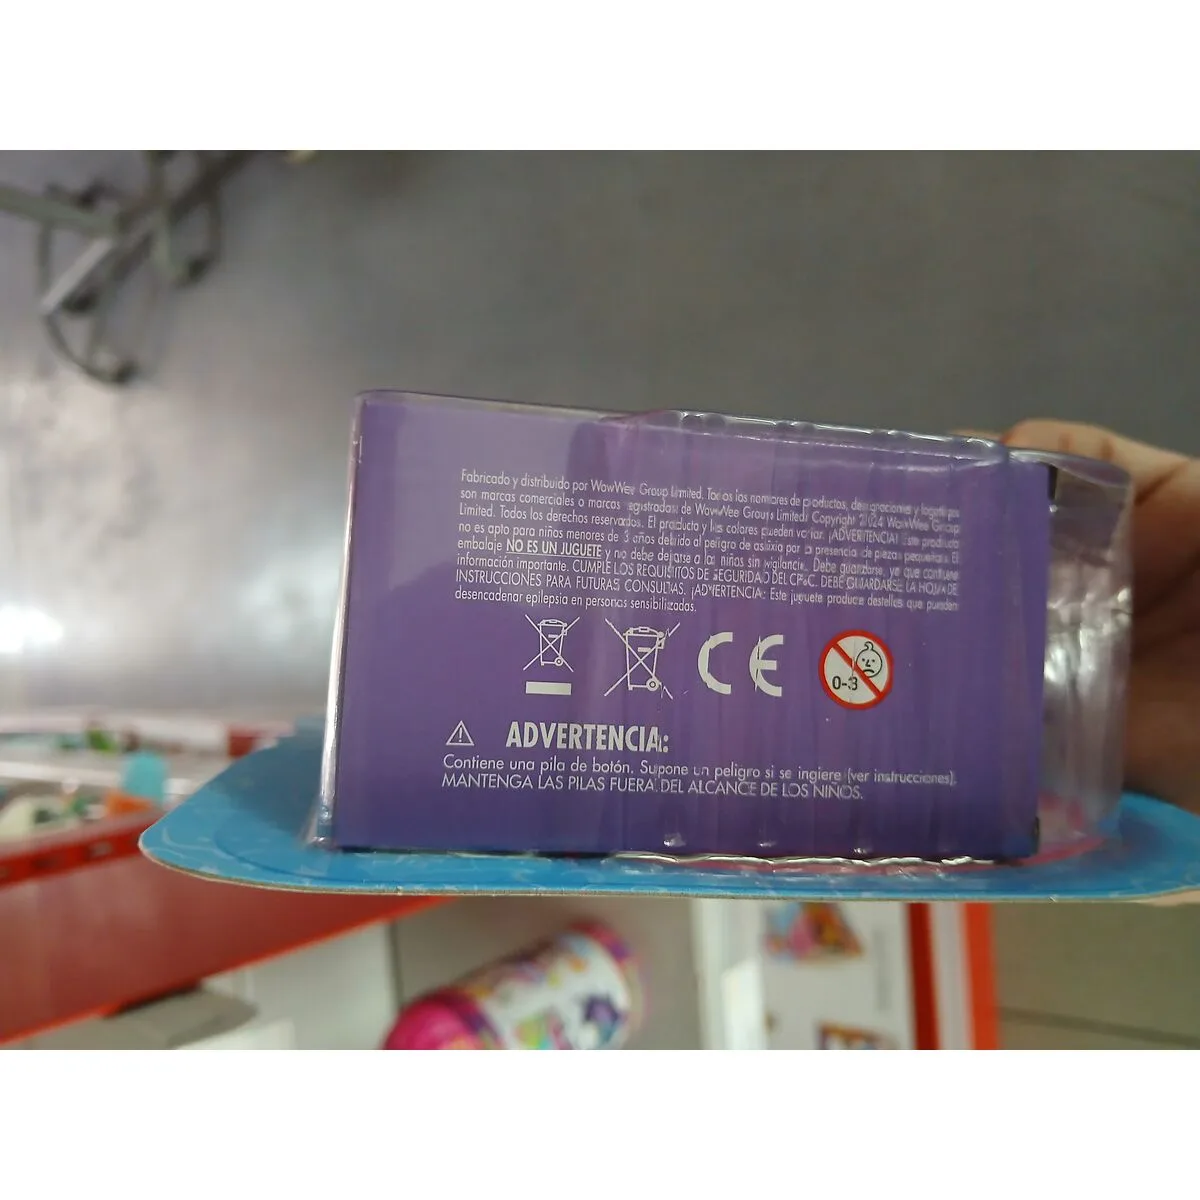 Fabricado y distribuido por WowWee Group Limited. Todos los nombres de productos, designaciones y logotipos
son marcas comerciales o marcas registradas de WowWee Group Limited. Copyright 2024 WowWee Group
Limited. Todos los derechos reservados. El producto y los colores pueden variar. ¡ADVERTENCIA! Este producto
no es apto para niños menores de 3 años debido al peligro de asfixia por la presencia de piezas pequeñas. El
embalaje NO ES UN JUGUETE y no debe dejarse a los niños sin vigilancia. Debe guardarse, ya que contiene
información importante. CUMPLE LOS REQUISITOS DE SEGURIDAD DEL CPSC. DEBE GUARDARSE LA HOJA DE
INSTRUCCIONES PARA FUTURAS CONSULTAS. ¡ADVERTENCIA: Este juguete produce destellos que pueden
desencadenar epilepsia en personas sensibilizadas.
CE
0-3
ADVERTENCIA:
Contiene una pila de botón. Supone un peligro si se ingiere (ver instrucciones).
MANTENGA LAS PILAS FUERA DEL ALCANCE DE LOS NIÑOS.